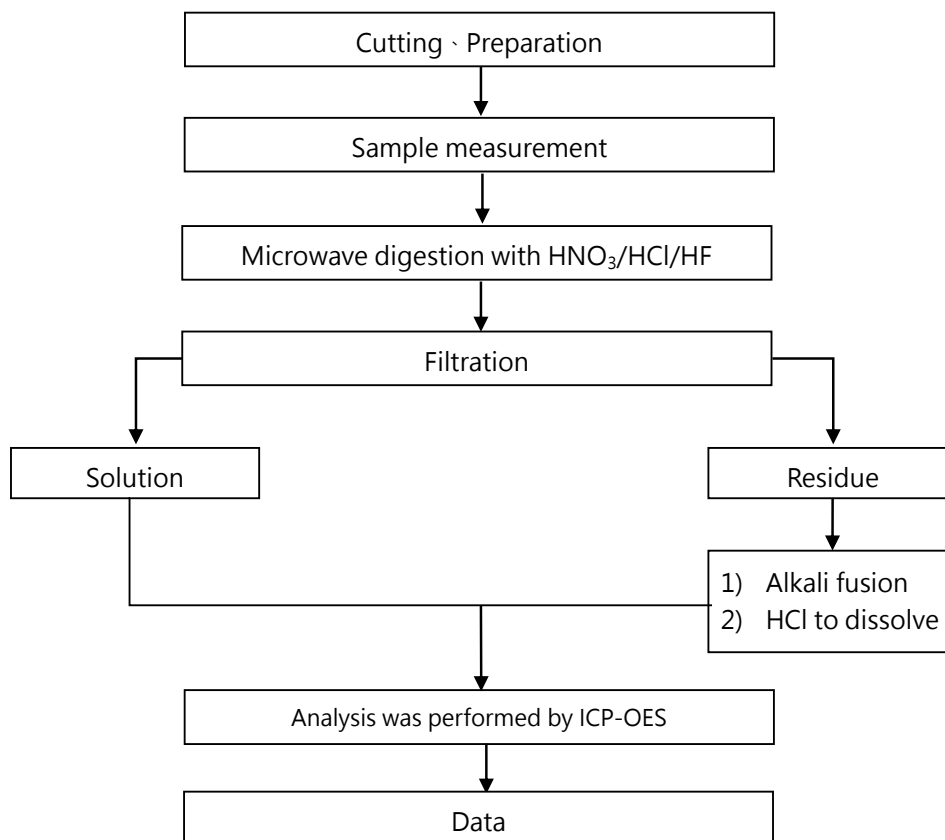 Cutting、Preparation
Sample measurement
Microwave digestion with HNO₃/HCl/HF
Filtration
Solution
Residue
1) Alkali fusion
2) HCl to dissolve
Analysis was performed by ICP-OES
Data